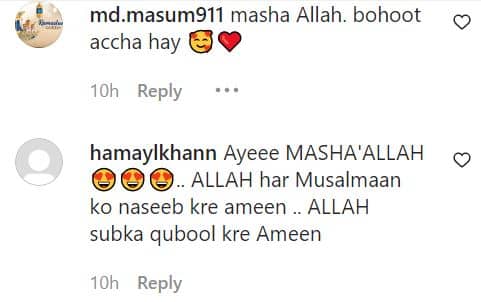 md.masum911 masha Allah. bohoot
accha hay 🥰❤️
10h Reply •••
hamaylkhann Ayeee MASHA'ALLAH
😍😍😍.. ALLAH har Musalmaan
ko naseeb kre ameen .. ALLAH
subka qubool kre Ameen
10h Reply